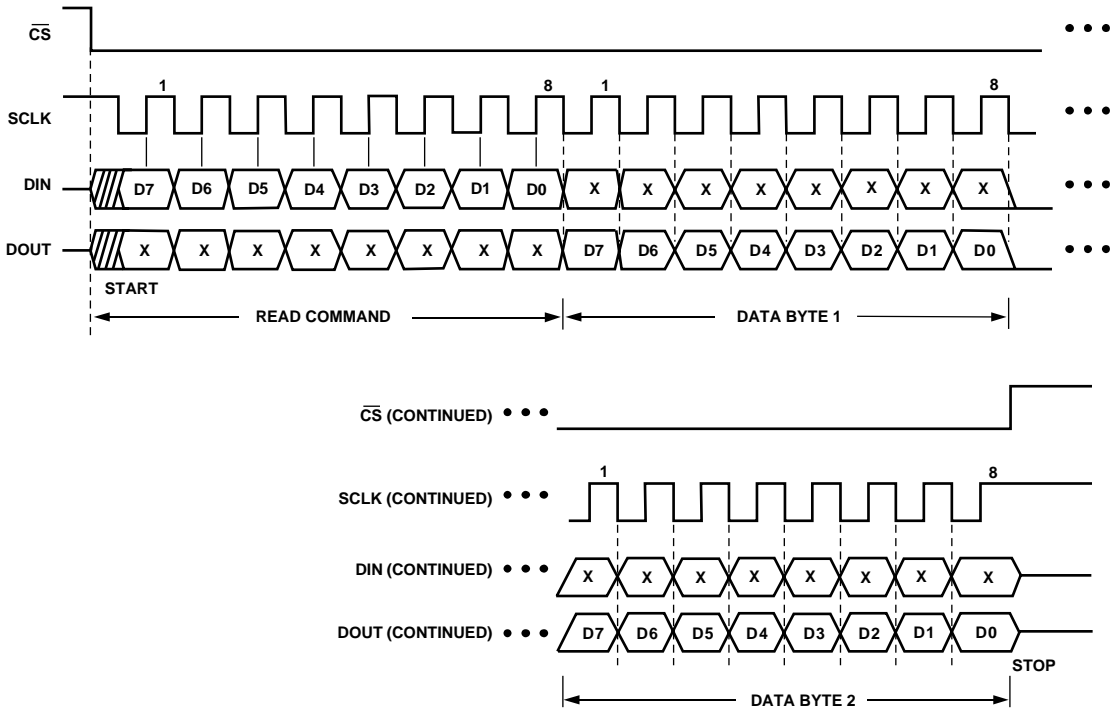 CS
1 8 1 8
SCLK
DIN D7 D6 D5 D4 D3 D2 D1 D0 X X X X X X X X
DOUT X X X X X X X X D7 D6 D5 D4 D3 D2 D1 D0
START
READ COMMAND DATA BYTE 1
CS (CONTINUED)
1 8
SCLK (CONTINUED)
DIN (CONTINUED) X X X X X X X X
DOUT (CONTINUED) D7 D6 D5 D4 D3 D2 D1 D0
STOP
DATA BYTE 2